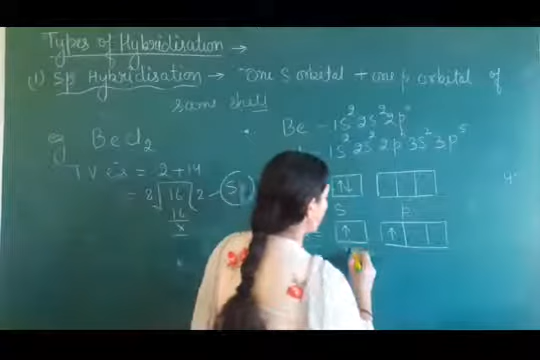 Types of Hybridisation →
(1) Sp Hybridisation → One S orbital + one p orbital of
same shell
Be - 1s² 2s² 2p⁰
eg BeCl₂
1s² 2s² 2p 3s² 3p⁵
T V e's = 2 + 14
= 8 16 2 - S
16
x
↑↓
S p
↑ ↑